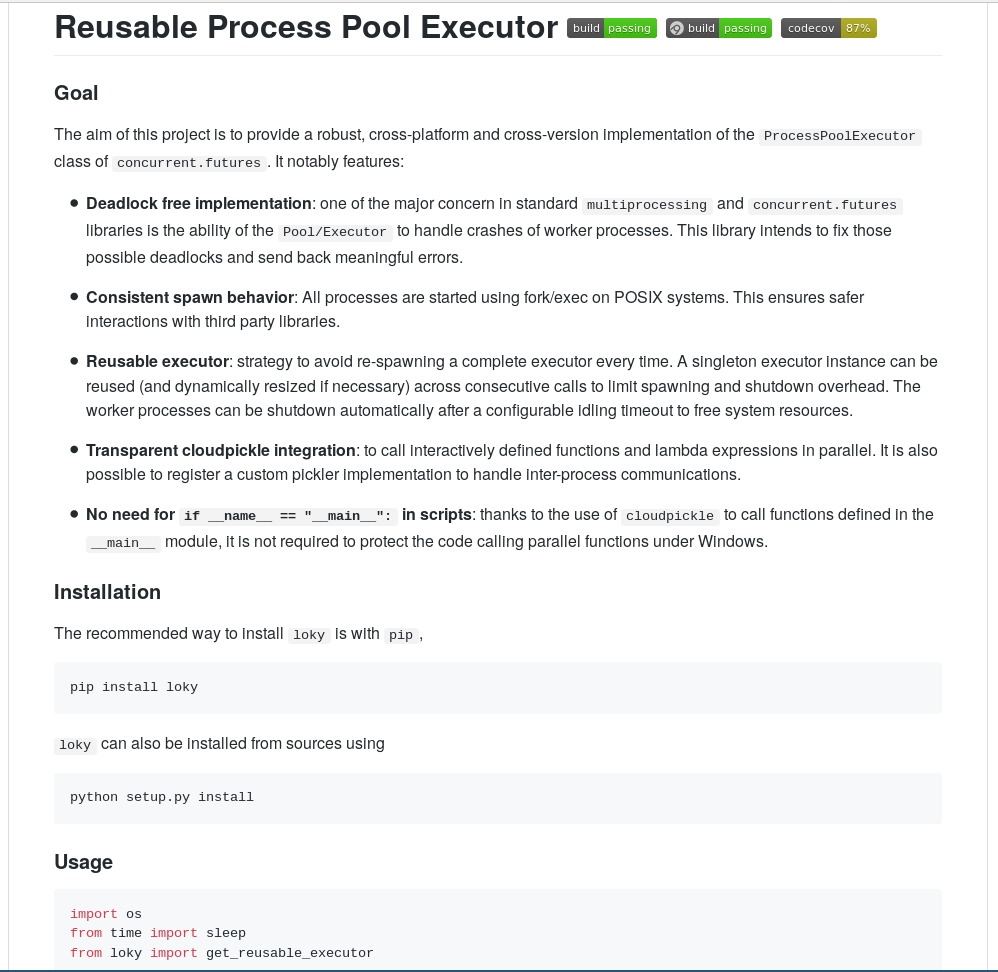 Reusable Process Pool Executor build passing build passing codecov 87%
Goal
The aim of this project is to provide a robust, cross-platform and cross-version implementation of the ProcessPoolExecutor
class of concurrent.futures. It notably features:
• Deadlock free implementation: one of the major concern in standard multiprocessing and concurrent.futures
libraries is the ability of the Pool/Executor to handle crashes of worker processes. This library intends to fix those
possible deadlocks and send back meaningful errors.
• Consistent spawn behavior: All processes are started using fork/exec on POSIX systems. This ensures safer
interactions with third party libraries.
• Reusable executor: strategy to avoid re-spawning a complete executor every time. A singleton executor instance can be
reused (and dynamically resized if necessary) across consecutive calls to limit spawning and shutdown overhead. The
worker processes can be shutdown automatically after a configurable idling timeout to free system resources.
• Transparent cloudpickle integration: to call interactively defined functions and lambda expressions in parallel. It is also
possible to register a custom pickler implementation to handle inter-process communications.
• No need for if __name__ == "__main__": in scripts: thanks to the use of cloudpickle to call functions defined in the
__main__ module, it is not required to protect the code calling parallel functions under Windows.
Installation
The recommended way to install loky is with pip,
pip install loky
loky can also be installed from sources using
python setup.py install
Usage
import os
from time import sleep
from loky import get_reusable_executor